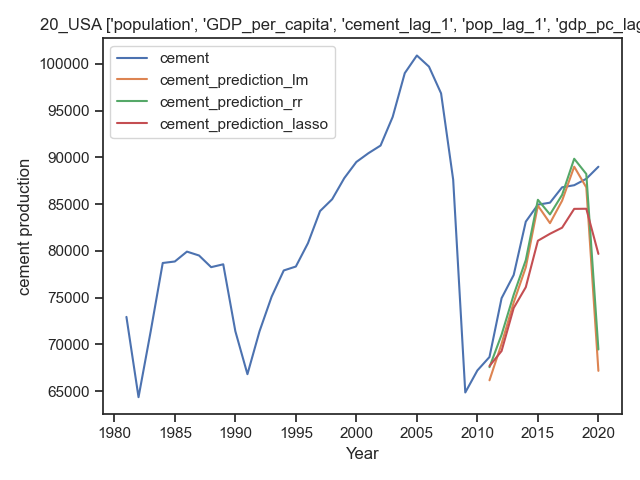 20_USA ['population', 'GDP_per_capita', 'cement_lag_1', 'pop_lag_1', 'gdp_pc_lag
cement
cement_prediction_lm
cement_prediction_rr
cement_prediction_lasso
100000
95000
90000
85000
80000
75000
70000
65000
cement production
1980 1985 1990 1995 2000 2005 2010 2015 2020
Year